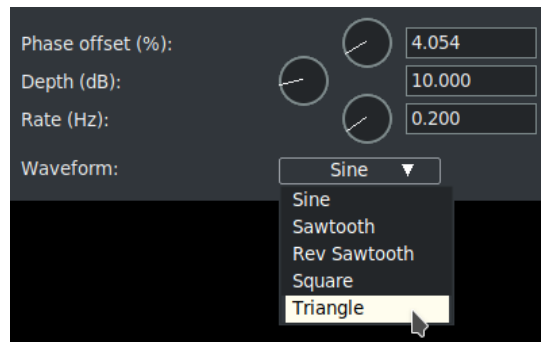 Phase offset (%): 4.054
Depth (dB): 10.000
Rate (Hz): 0.200
Waveform: Sine ▼
Sine
Sawtooth
Rev Sawtooth
Square
Triangle